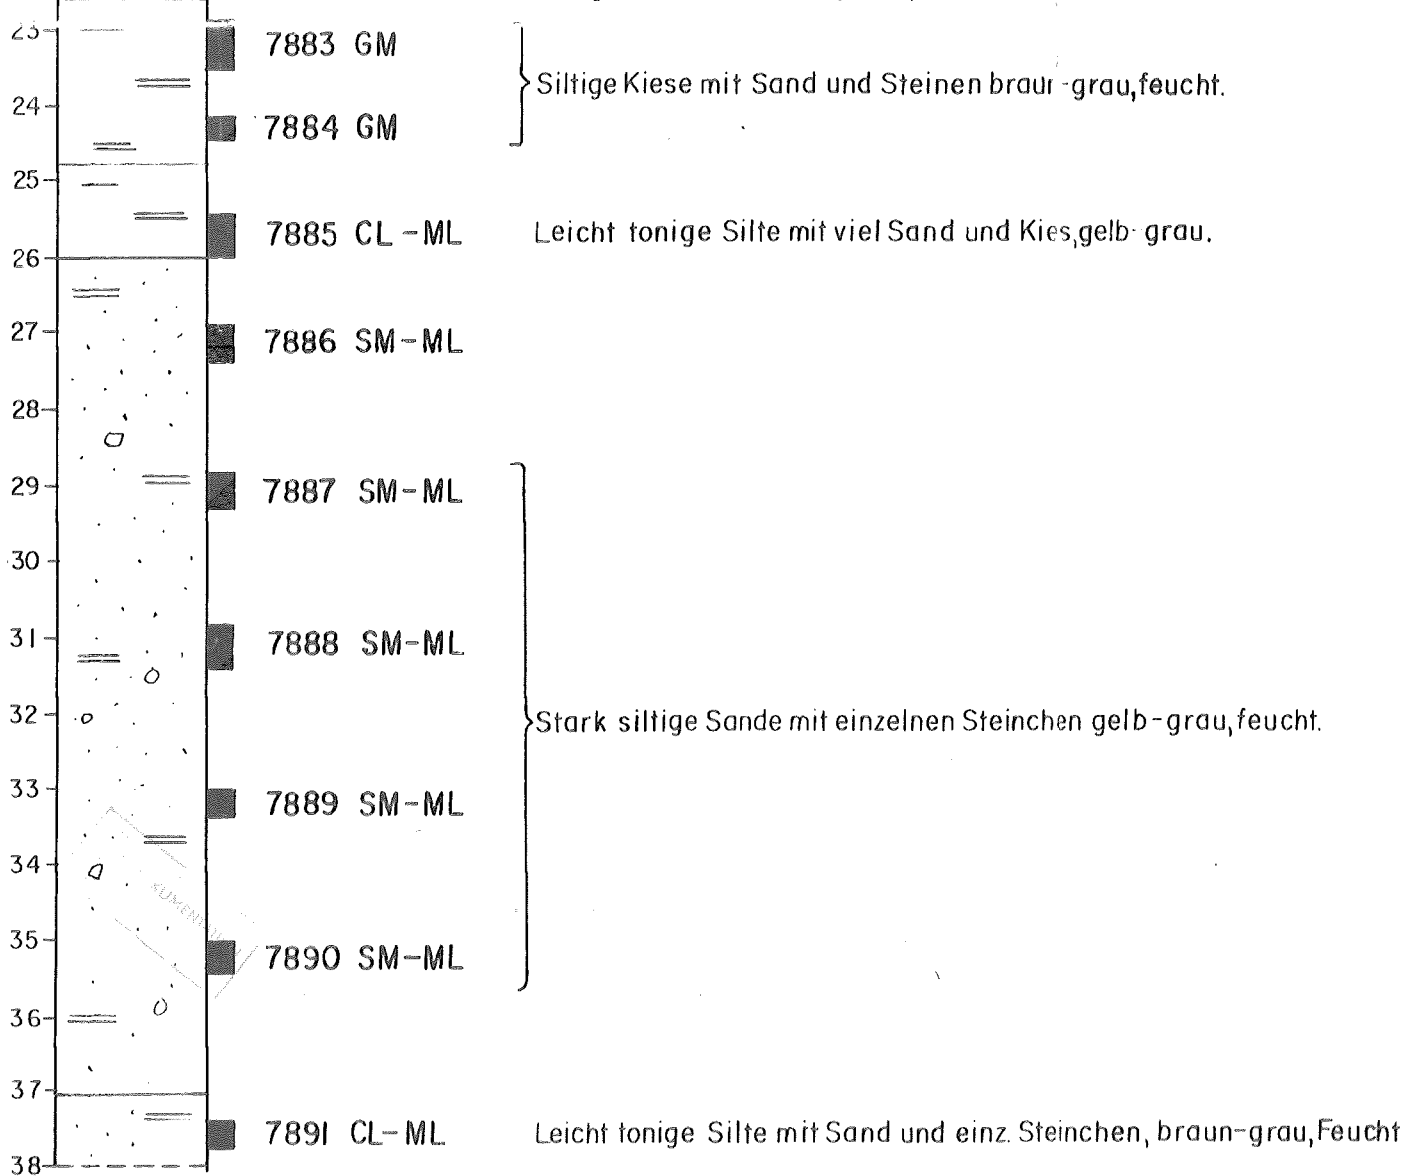 23
7883 GM
Siltige Kiese mit Sand und Steinen braun-grau, feucht.
24
7884 GM
25
7885 CL-ML Leicht tonige Silte mit viel Sand und Kies, gelb-grau.
26
27
7886 SM-ML
28
29
7887 SM-ML
30
31
7888 SM-ML
32
Stark siltige Sande mit einzelnen Steinchen gelb-grau, feucht.
33
7889 SM-ML
34
35
7890 SM-ML
36
37
7891 CL-ML Leicht tonige Silte mit Sand und einz. Steinchen, braun-grau, Feucht
38